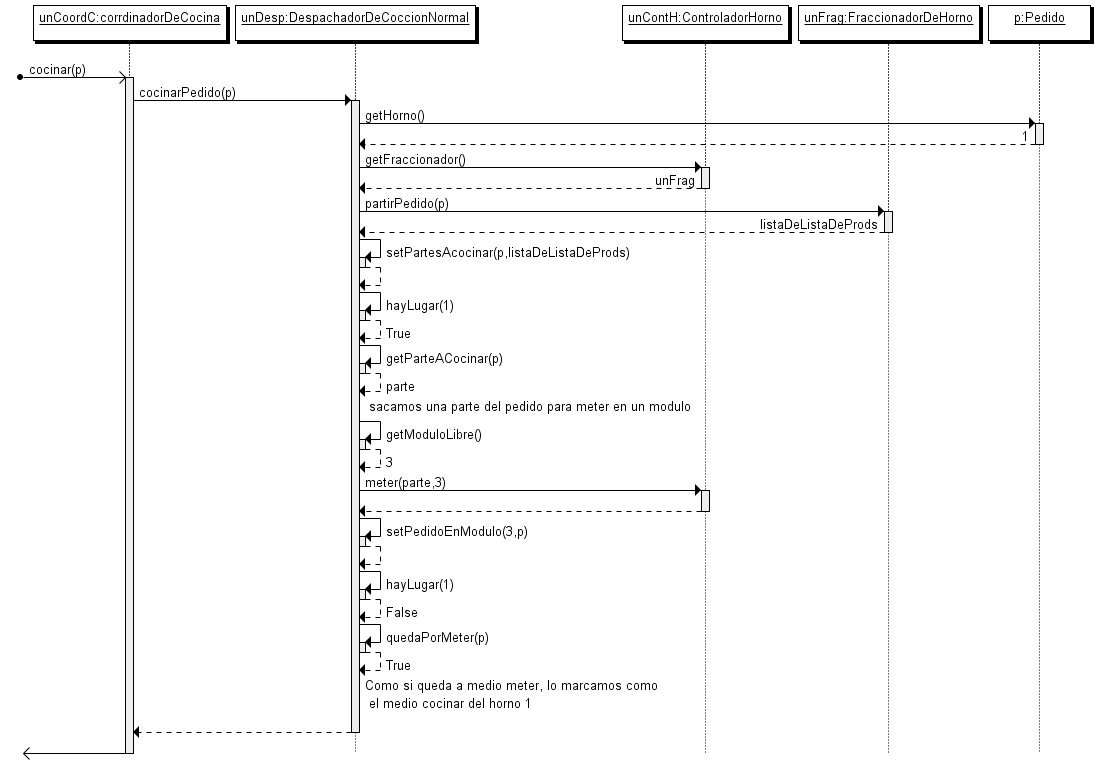 unCoordC:corrdinadorDeCocina
unDesp:DespachadorDeCoccionNormal
unContH:ControladorHorno
unFrag:FraccionadorDeHorno
p:Pedido
cocinar(p)
cocinarPedido(p)
getHorno()
1
getFraccionador()
unFrag
partirPedido(p)
listaDeListaDeProds
setPartesAcocinar(p,listaDeListaDeProds)
hayLugar(1)
True
getParteACocinar(p)
parte
sacamos una parte del pedido para meter en un modulo
getModuloLibre()
3
meter(parte,3)
setPedidoEnModulo(3,p)
hayLugar(1)
False
quedaPorMeter(p)
True
Como si queda a medio meter, lo marcamos como
el medio cocinar del horno 1